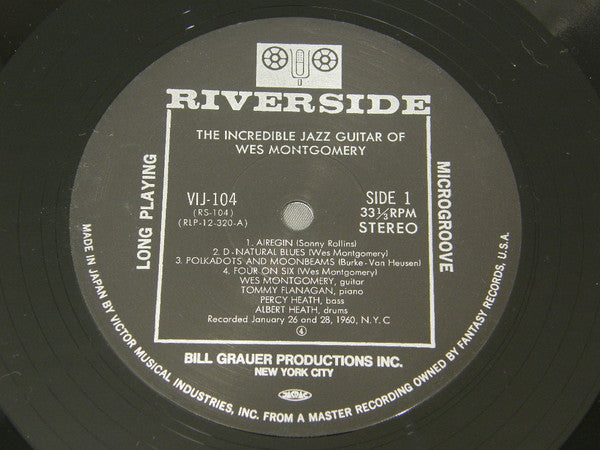 RIVERSIDE
THE INCREDIBLE JAZZ GUITAR OF
WES MONTGOMERY
LONG PLAYING
MICROGROOVE
VIJ-104
(RS-104)
(RLP-12-320-A)
SIDE 1
33⅓RPM
STEREO
1. AIREGIN (Sonny Rollins)
2. D-NATURAL BLUES (Wes Montgomery)
3. POLKADOTS AND MOONBEAMS (Burke-Van Heusen)
4. FOUR ON SIX (Wes Montgomery)
WES MONTGOMERY, guitar
TOMMY FLANAGAN, piano
PERCY HEATH, bass
ALBERT HEATH, drums
Recorded January 26 and 28, 1960, N.Y.C
④
BILL GRAUER PRODUCTIONS INC.
NEW YORK CITY
MADE IN JAPAN BY VICTOR MUSICAL INDUSTRIES, INC. FROM A MASTER RECORDING OWNED BY FANTASY RECORDS, U.S.A.